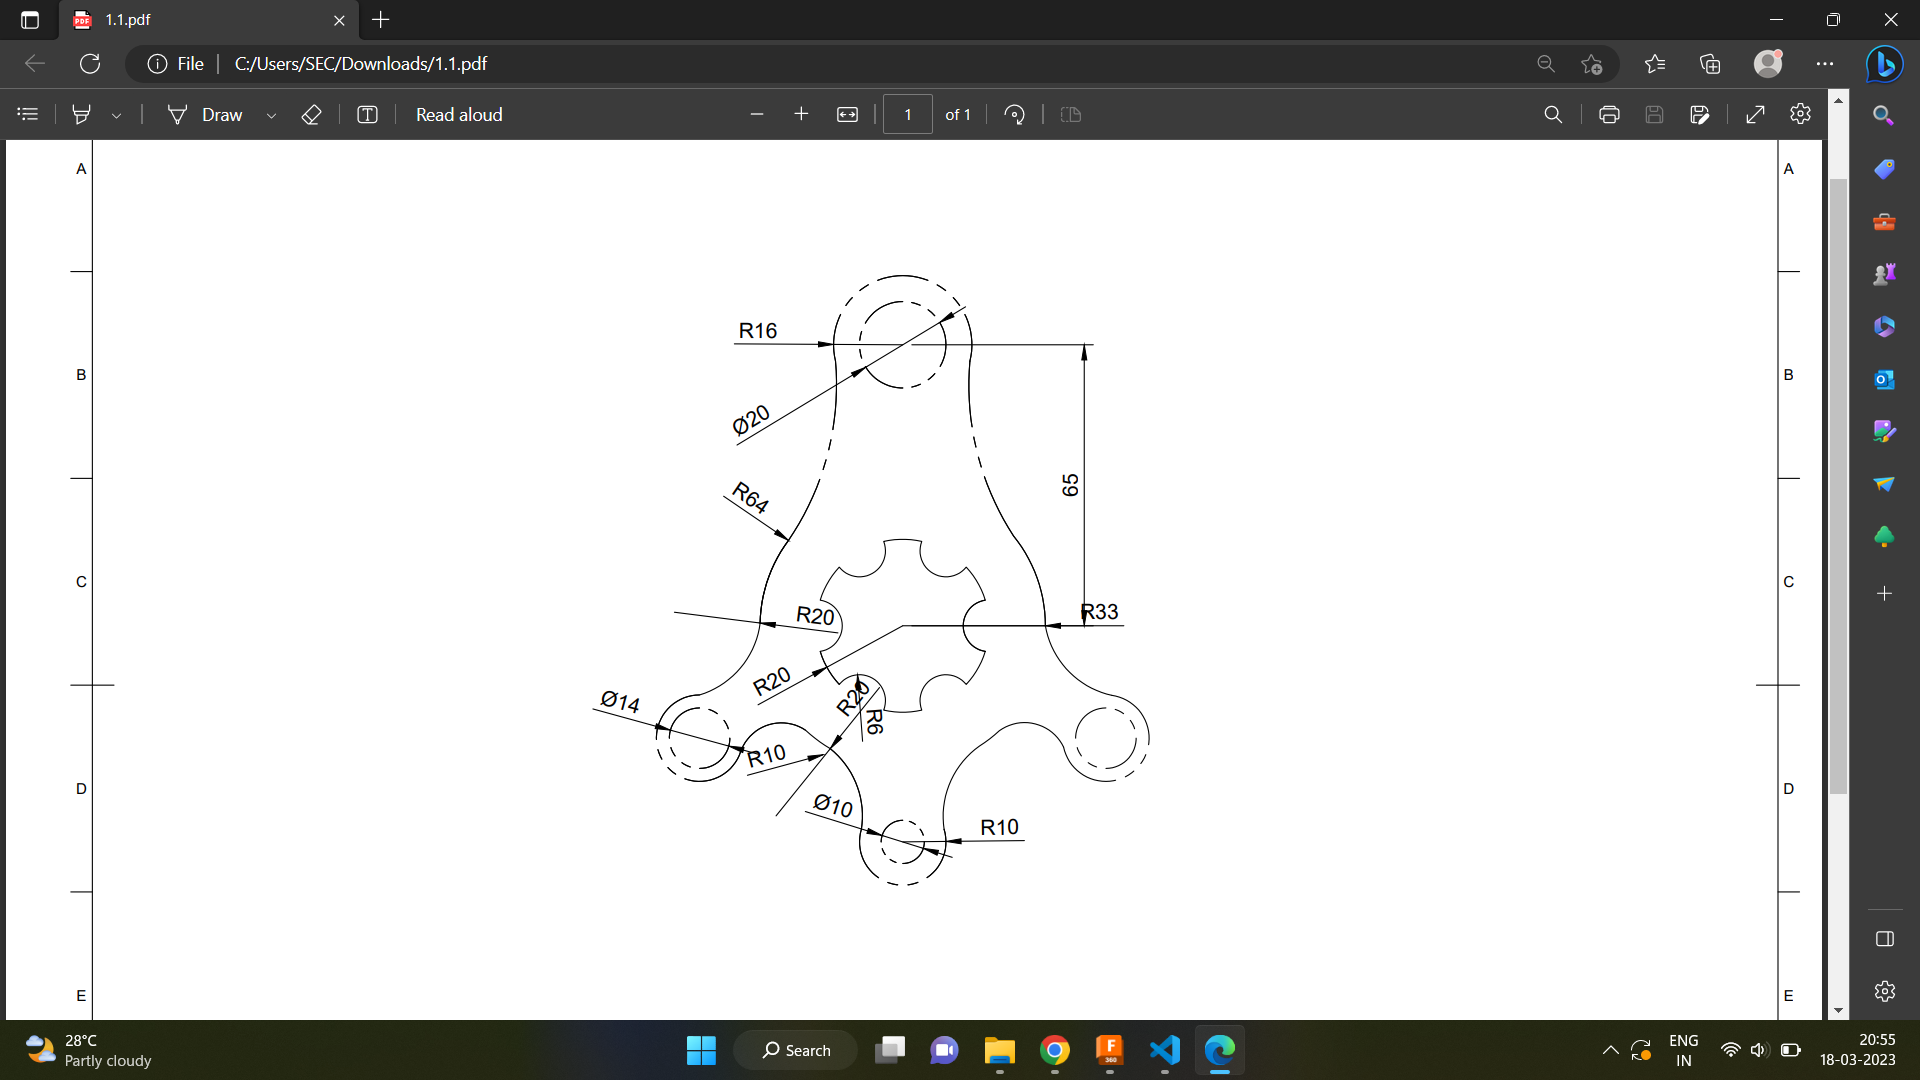 1.1.pdf
File
C:/Users/SEC/Downloads/1.1.pdf
Draw
Read aloud
1
of 1
A
A
R16
B
B
Ø20
65
R64
C
C
R20
R33
R20
Ø14
R20
R6
R10
D
D
Ø10
R10
E
E
28°C
Partly cloudy
Search
ENG
IN
20:55
18-03-2023